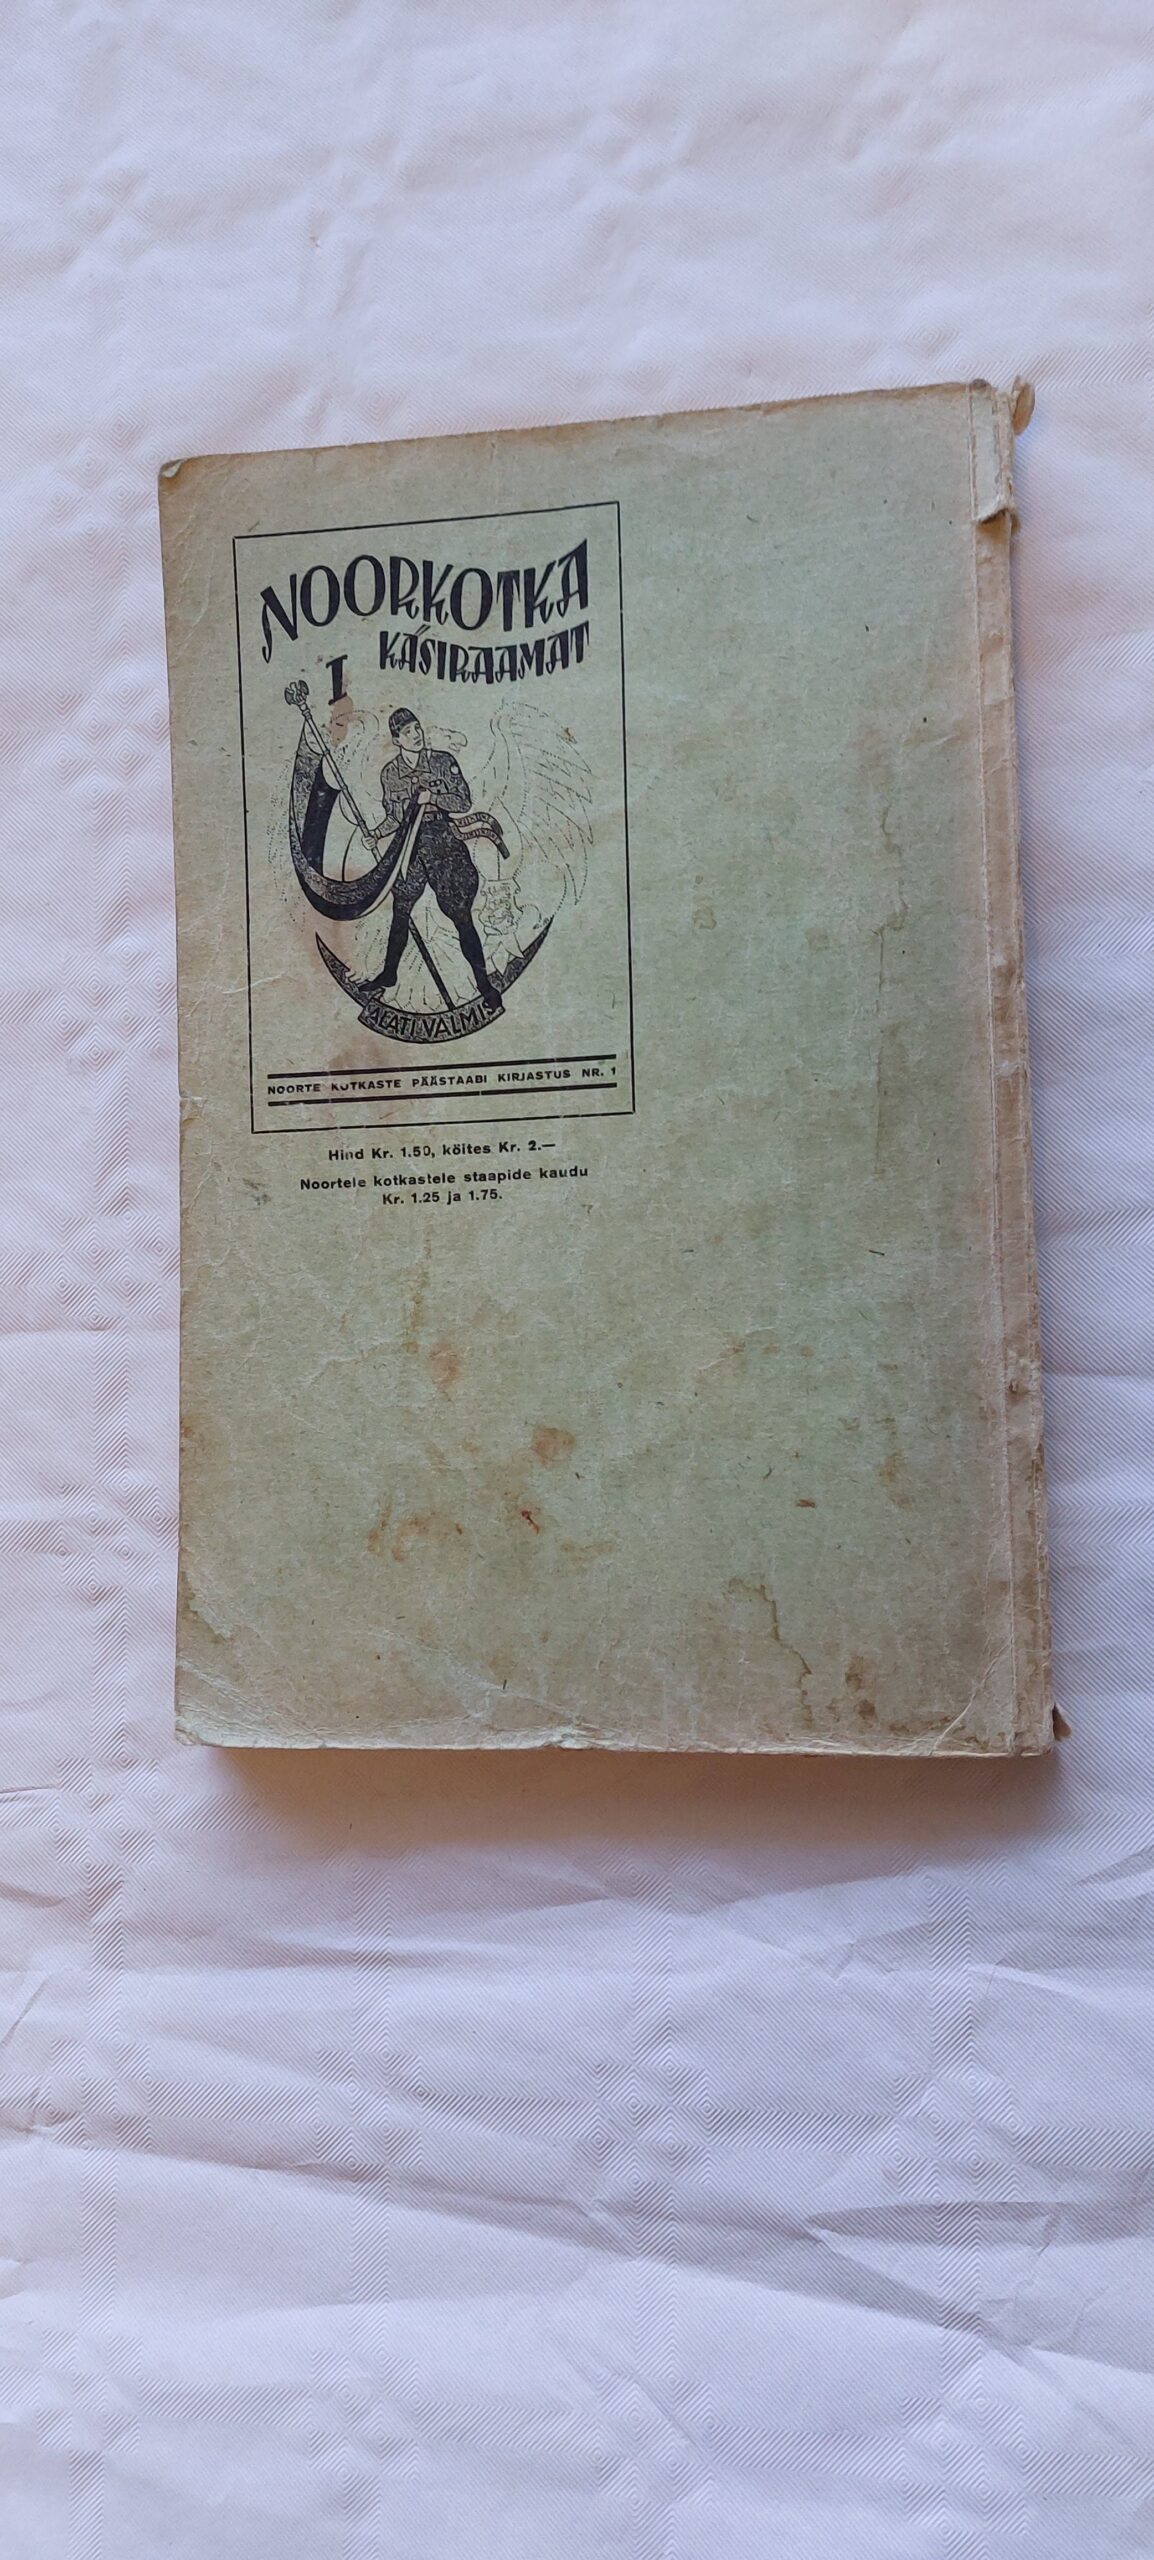 NOORKOTKA
I KÄSIRAAMAT
ALATI VALMIS
NOORTE KOTKASTE PEASTAABI KIRJASTUS NR. 1
Hind Kr. 1.50, köites Kr. 2.—
Noortele kotkastele staapide kaudu
Kr. 1.25 ja 1.75.